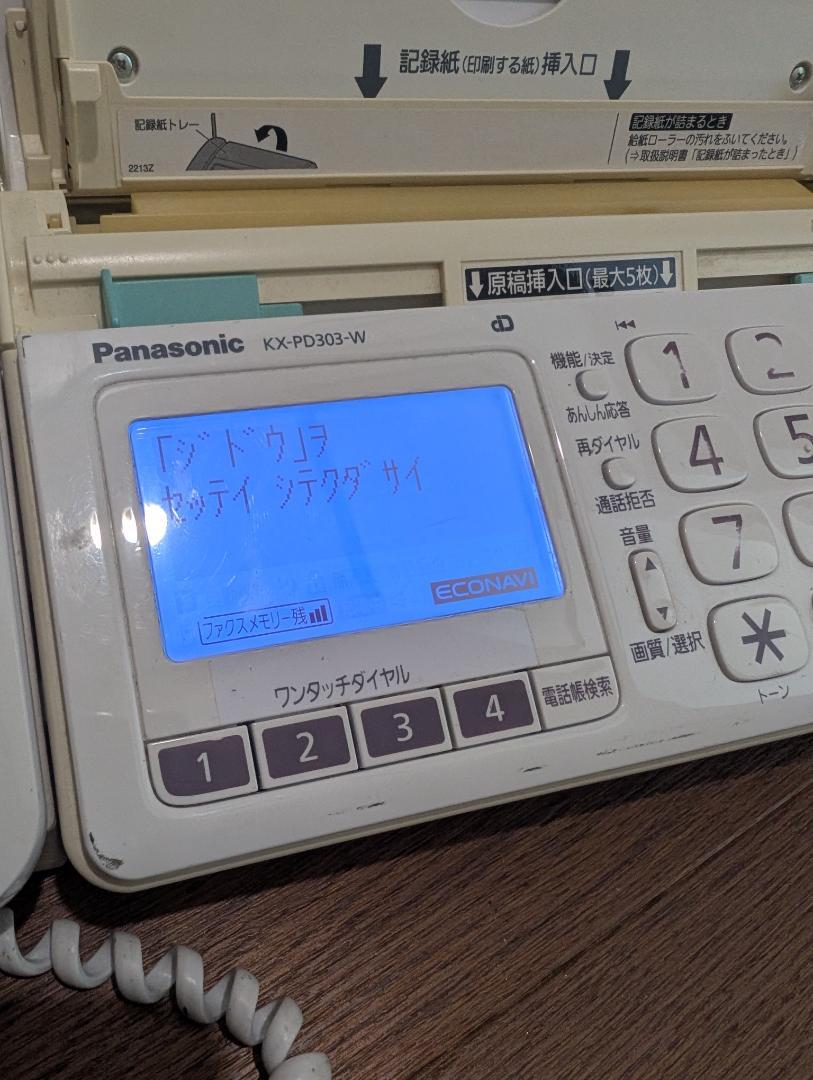 記録紙(印刷する紙)挿入口
記録紙トレー
2213Z
記録紙が詰まるとき
給紙ローラーの汚れをふいてください。
(⇒取扱説明書「記録紙が詰まったとき」)
原稿挿入口(最大5枚)
Panasonic KX-PD303-W
機能/決定
あんしん応答
再ダイヤル
通話拒否
音量
画質/選択
1 2
4 5
7
＊
トーン
「ジドウ」ヲ
セッテイ シテクダサイ
ECONAVI
ファクスメモリー残
ワンタッチダイヤル
1 2 3 4 電話帳検索